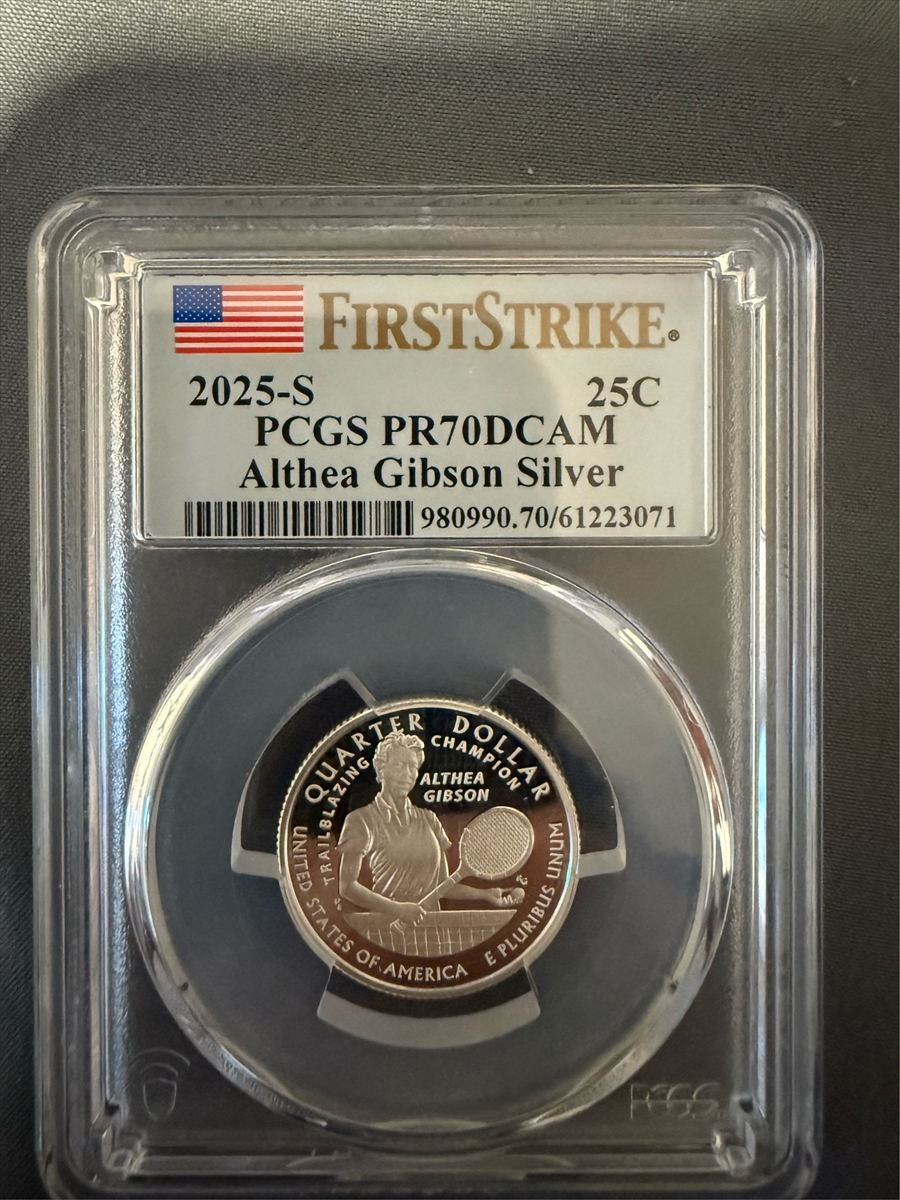 FIRSTSTRIKE®
2025-S 25C
PCGS PR70DCAM
Althea Gibson Silver
980990.70/61223071
QUARTER DOLLAR
TRAILBLAZING CHAMPION
ALTHEA
GIBSON
UNITED STATES OF AMERICA
E PLURIBUS UNUM
PCGS